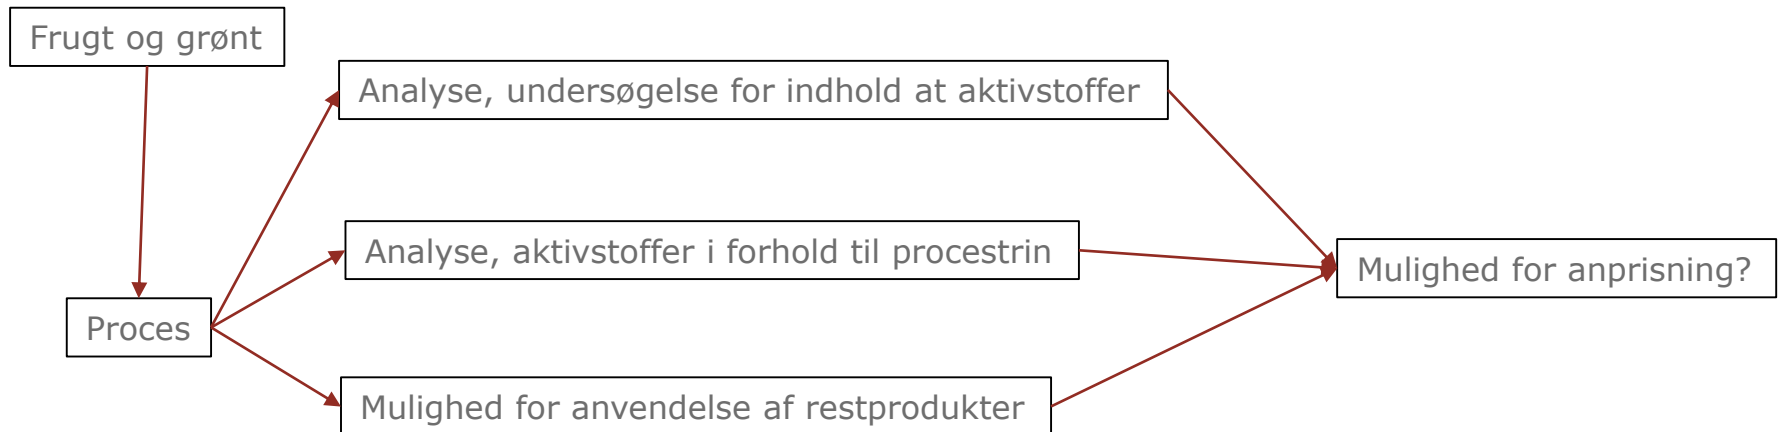 Frugt og grønt
Analyse, undersøgelse for indhold at aktivstoffer
Analyse, aktivstoffer i forhold til procestrin
Mulighed for anprisning?
Proces
Mulighed for anvendelse af restprodukter